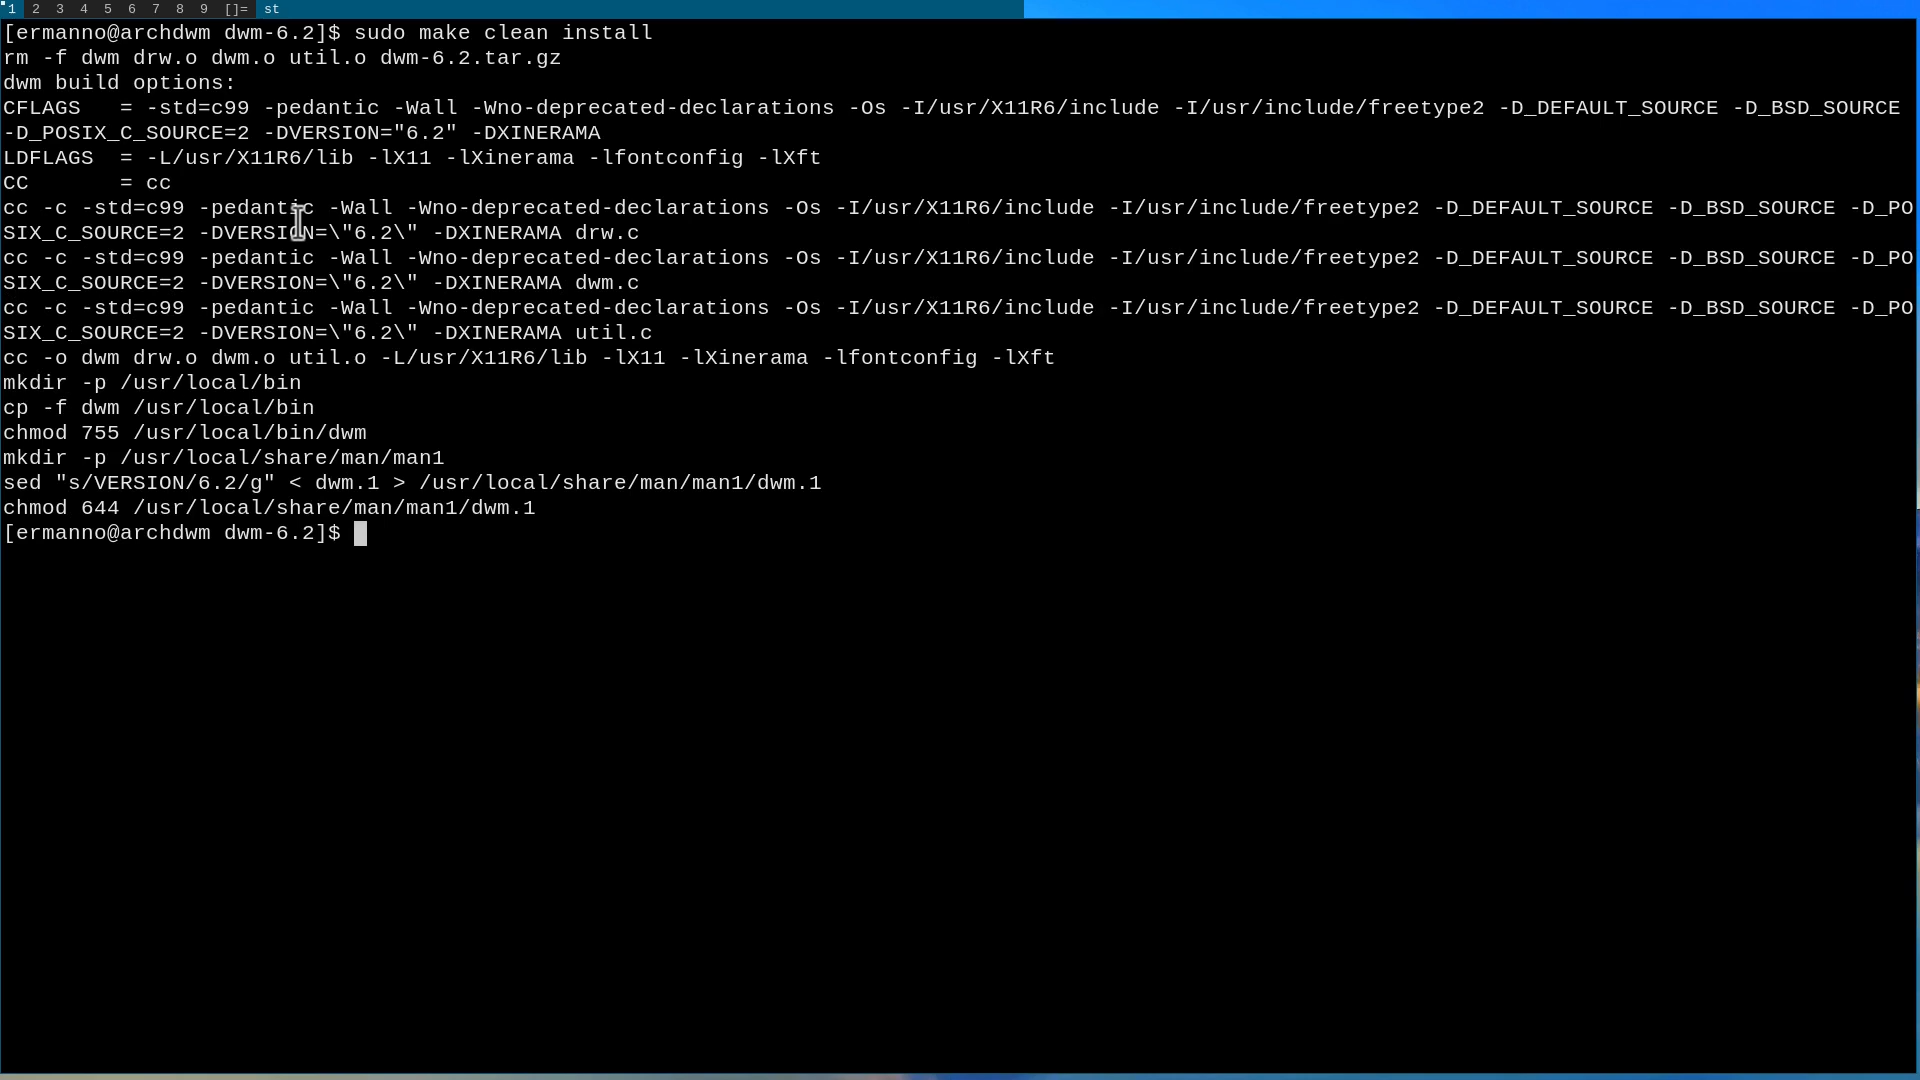 1 2 3 4 5 6 7 8 9 []= st
[ermanno@archdwm dwm-6.2]$ sudo make clean install
rm -f dwm drw.o dwm.o util.o dwm-6.2.tar.gz
dwm build options:
CFLAGS   = -std=c99 -pedantic -Wall -Wno-deprecated-declarations -Os -I/usr/X11R6/include -I/usr/include/freetype2 -D_DEFAULT_SOURCE -D_BSD_SOURCE
-D_POSIX_C_SOURCE=2 -DVERSION="6.2" -DXINERAMA
LDFLAGS  = -L/usr/X11R6/lib -lX11 -lXinerama -lfontconfig -lXft
CC       = cc
cc -c -std=c99 -pedantic -Wall -Wno-deprecated-declarations -Os -I/usr/X11R6/include -I/usr/include/freetype2 -D_DEFAULT_SOURCE -D_BSD_SOURCE -D_PO
SIX_C_SOURCE=2 -DVERSION=\"6.2\" -DXINERAMA drw.c
cc -c -std=c99 -pedantic -Wall -Wno-deprecated-declarations -Os -I/usr/X11R6/include -I/usr/include/freetype2 -D_DEFAULT_SOURCE -D_BSD_SOURCE -D_PO
SIX_C_SOURCE=2 -DVERSION=\"6.2\" -DXINERAMA dwm.c
cc -c -std=c99 -pedantic -Wall -Wno-deprecated-declarations -Os -I/usr/X11R6/include -I/usr/include/freetype2 -D_DEFAULT_SOURCE -D_BSD_SOURCE -D_PO
SIX_C_SOURCE=2 -DVERSION=\"6.2\" -DXINERAMA util.c
cc -o dwm drw.o dwm.o util.o -L/usr/X11R6/lib -lX11 -lXinerama -lfontconfig -lXft
mkdir -p /usr/local/bin
cp -f dwm /usr/local/bin
chmod 755 /usr/local/bin/dwm
mkdir -p /usr/local/share/man/man1
sed "s/VERSION/6.2/g" < dwm.1 > /usr/local/share/man/man1/dwm.1
chmod 644 /usr/local/share/man/man1/dwm.1
[ermanno@archdwm dwm-6.2]$